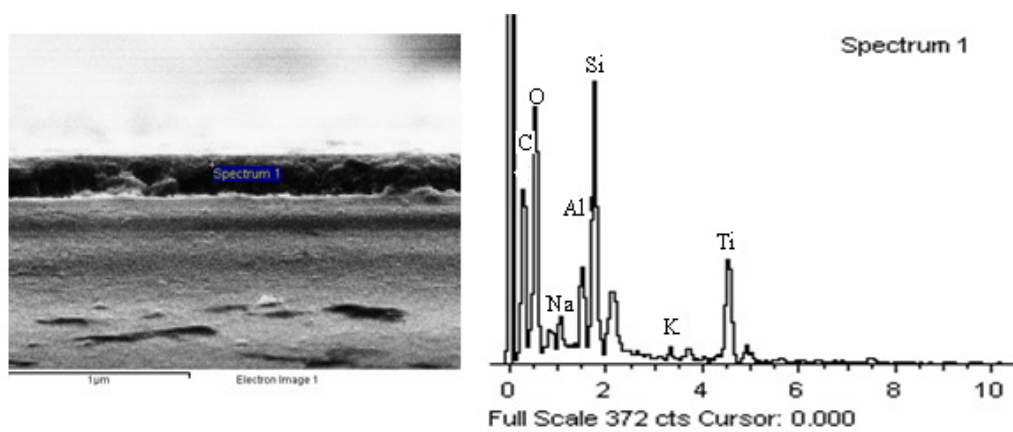 Spectrum 1
1µm
Electron Image 1
Spectrum 1
Si
O
C
Al
Ti
Na
K
0 2 4 6 8 10
Full Scale 372 cts Cursor: 0.000